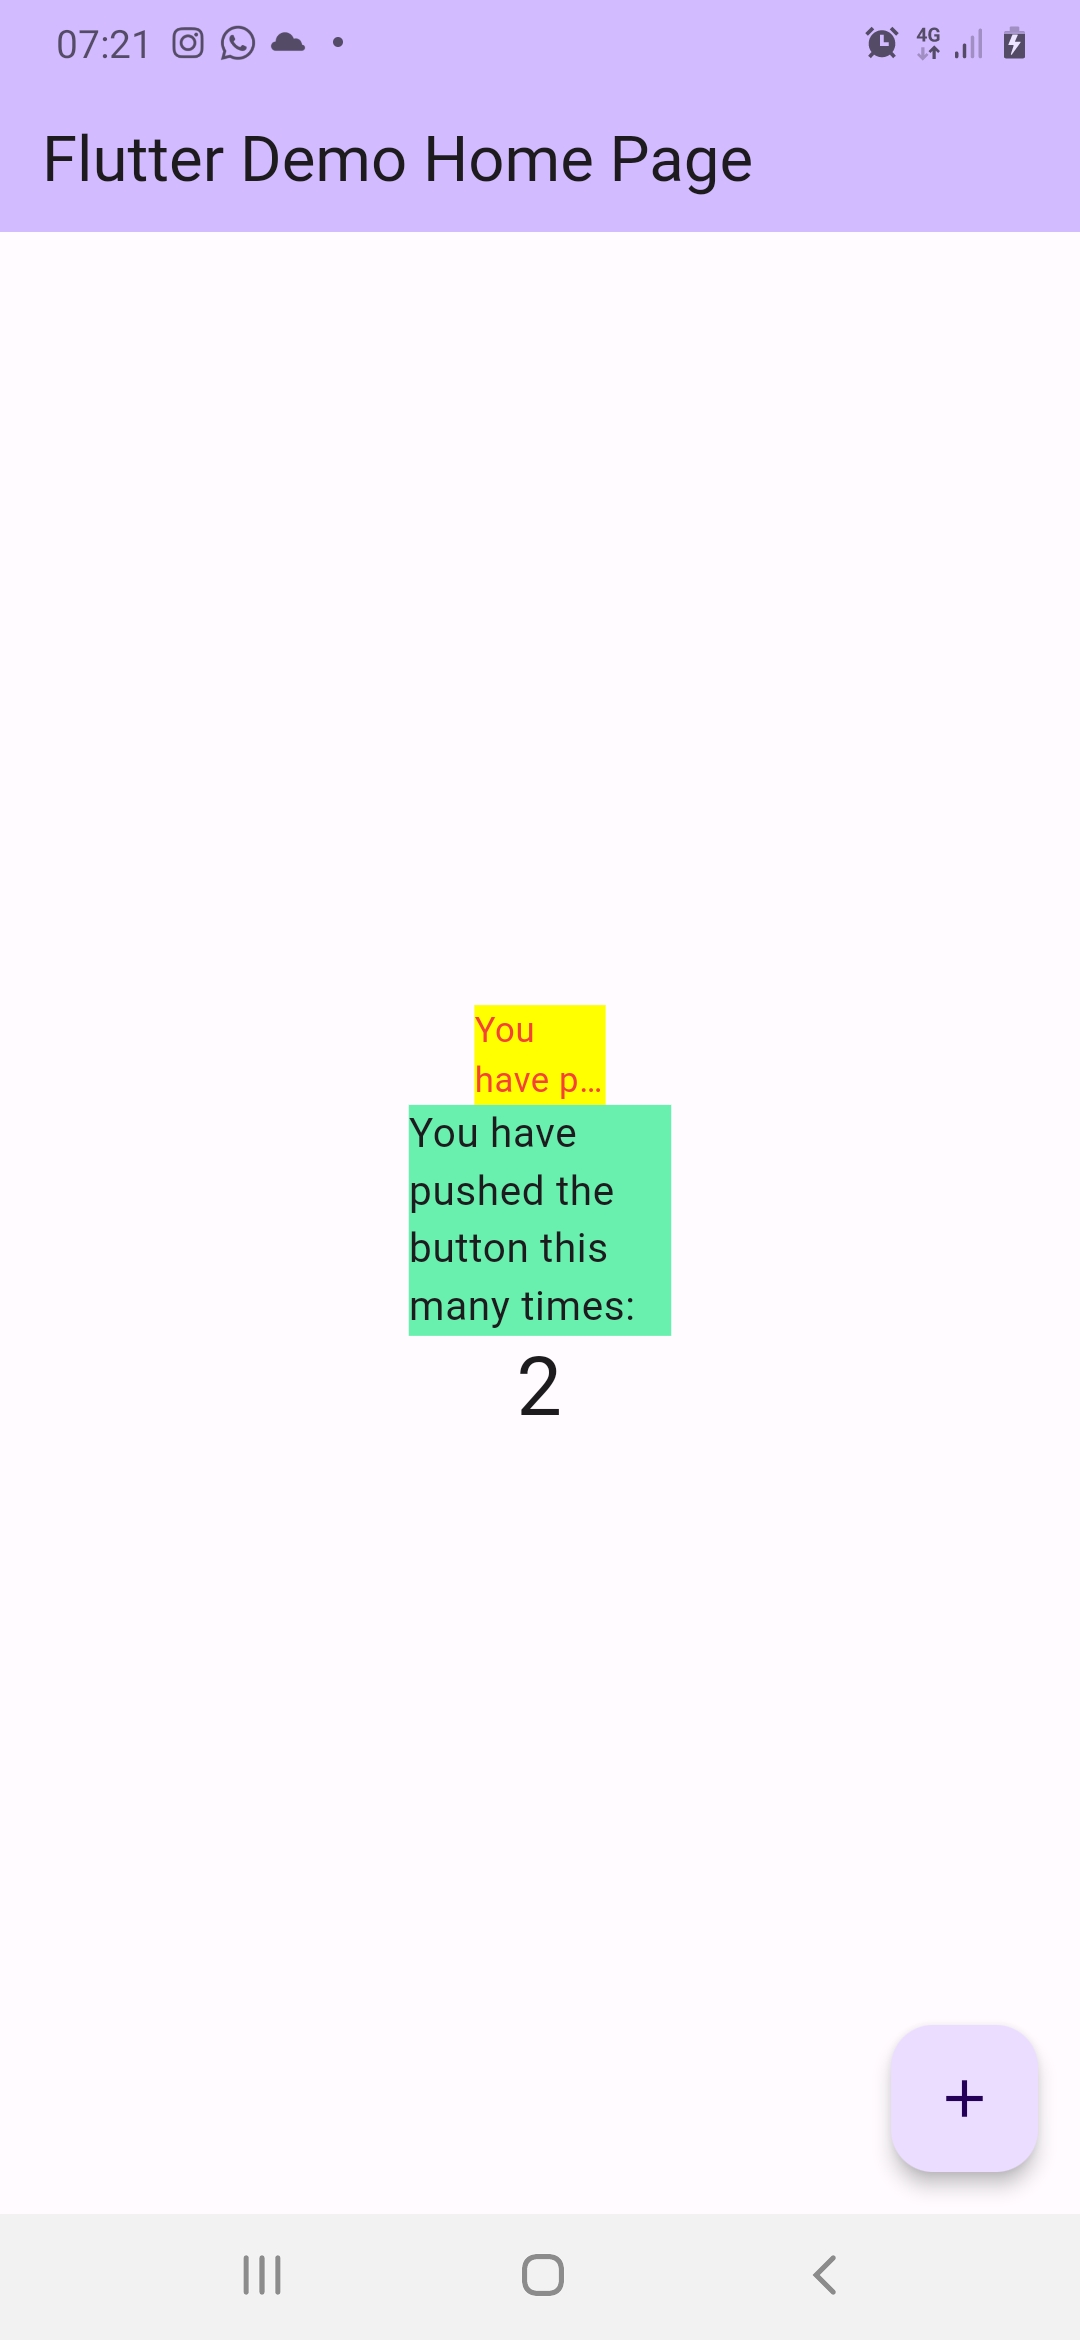 07:21
4G
Flutter Demo Home Page
You
have p…
You have
pushed the
button this
many times:
2
+